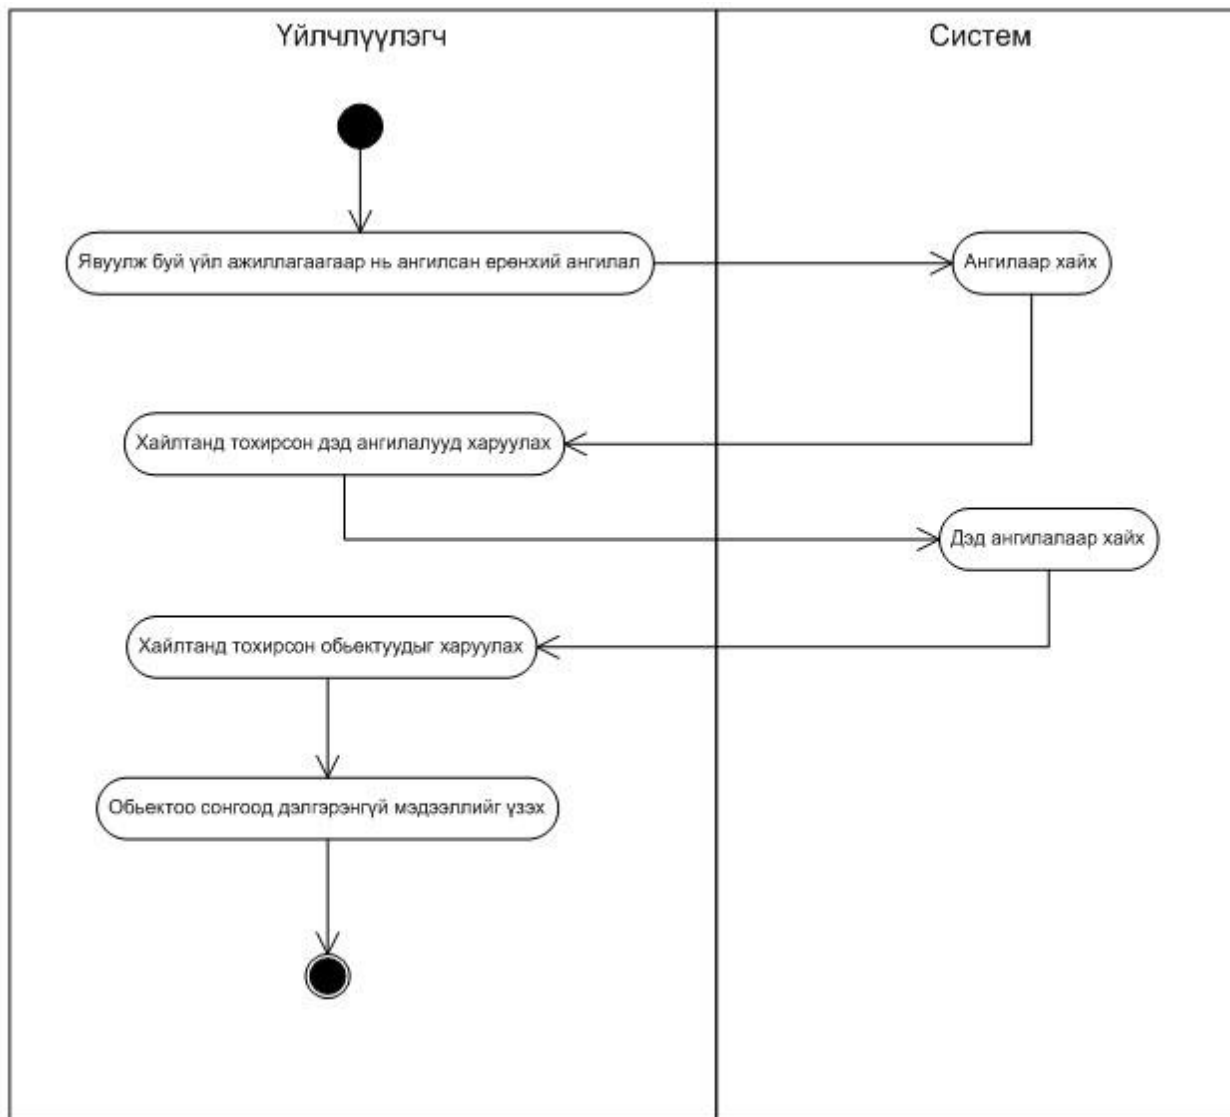 Үйлчлүүлэгч
Систем
Явуулж буй үйл ажиллагаагаар нь ангилсан ерөнхий ангилал
Ангилаар хайх
Хайлтанд тохирсон дэд ангилалууд харуулах
Дэд ангилалаар хайх
Хайлтанд тохирсон обьектуудыг харуулах
Обьектоо сонгоод дэлгэрэнгүй мэдээллийг үзэх